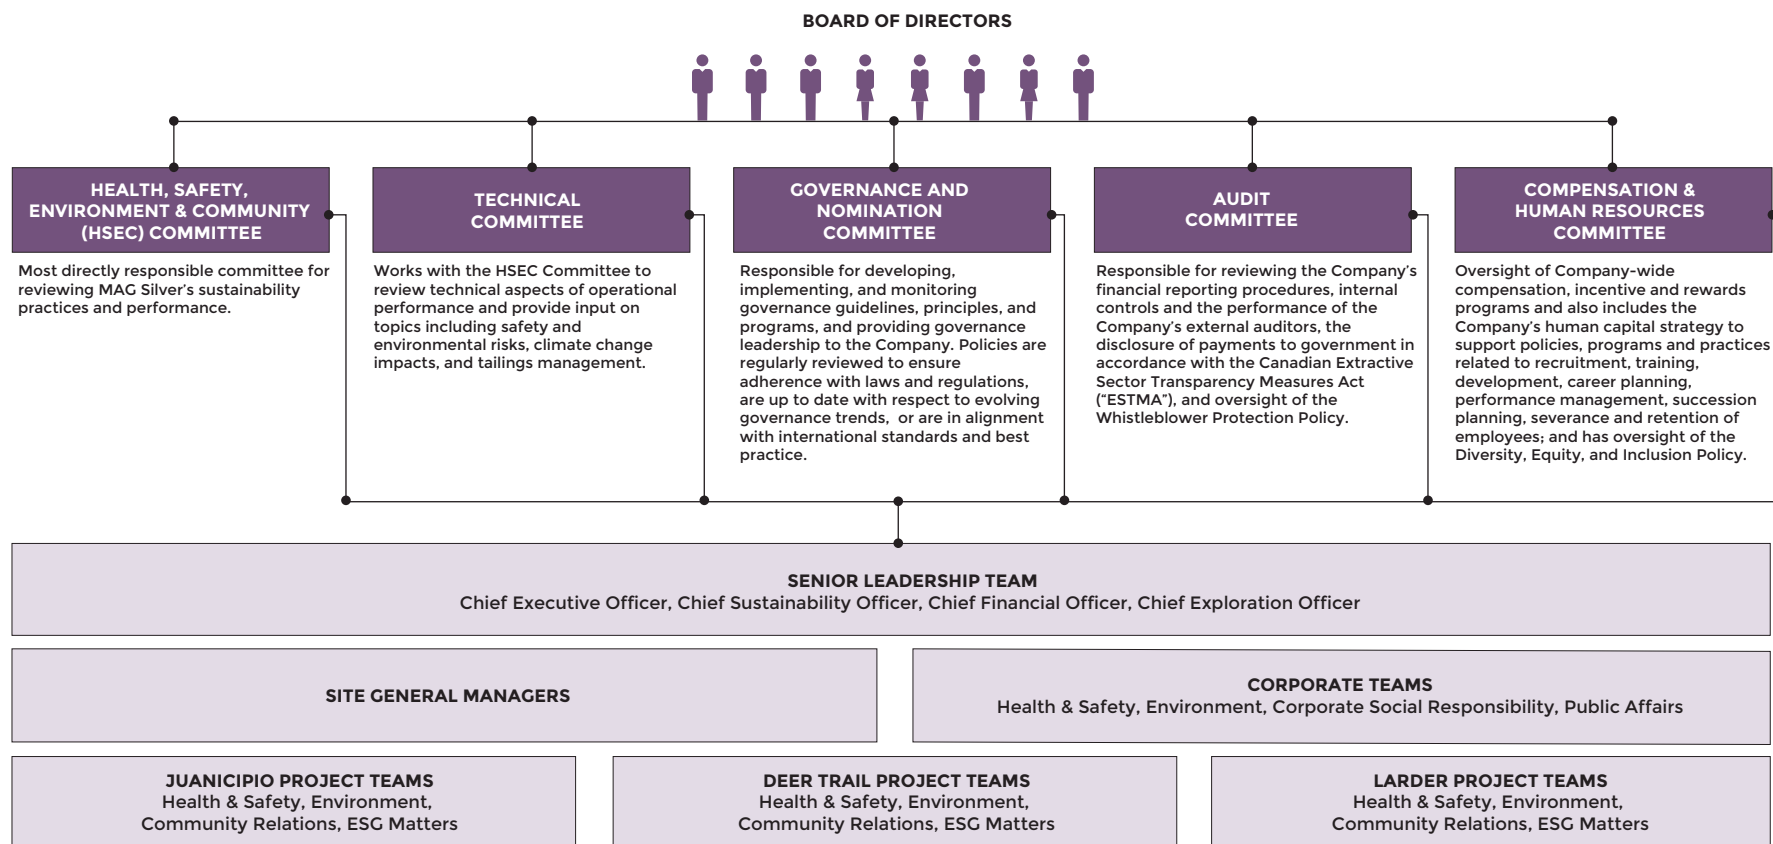 BOARD OF DIRECTORS
HEALTH, SAFETY,
ENVIRONMENT & COMMUNITY
(HSEC) COMMITTEE
Most directly responsible committee for
reviewing MAG Silver’s sustainability
practices and performance.
TECHNICAL
COMMITTEE
Works with the HSEC Committee to
review technical aspects of operational
performance and provide input on
topics including safety and
environmental risks, climate change
impacts, and tailings management.
GOVERNANCE AND
NOMINATION
COMMITTEE
Responsible for developing,
implementing, and monitoring
governance guidelines, principles, and
programs, and providing governance
leadership to the Company. Policies are
regularly reviewed to ensure
adherence with laws and regulations,
are up to date with respect to evolving
governance trends, or are in alignment
with international standards and best
practice.
AUDIT
COMMITTEE
Responsible for reviewing the Company’s
financial reporting procedures, internal
controls and the performance of the
Company’s external auditors, the
disclosure of payments to government in
accordance with the Canadian Extractive
Sector Transparency Measures Act
(“ESTMA”), and oversight of the
Whistleblower Protection Policy.
COMPENSATION &
HUMAN RESOURCES
COMMITTEE
Oversight of Company-wide
compensation, incentive and rewards
programs and also includes the
Company’s human capital strategy to
support policies, programs and practices
related to recruitment, training,
development, career planning,
performance management, succession
planning, severance and retention of
employees; and has oversight of the
Diversity, Equity, and Inclusion Policy.
SENIOR LEADERSHIP TEAM
Chief Executive Officer, Chief Sustainability Officer, Chief Financial Officer, Chief Exploration Officer
SITE GENERAL MANAGERS
CORPORATE TEAMS
Health & Safety, Environment, Corporate Social Responsibility, Public Affairs
JUANICIPIO PROJECT TEAMS
Health & Safety, Environment,
Community Relations, ESG Matters
DEER TRAIL PROJECT TEAMS
Health & Safety, Environment,
Community Relations, ESG Matters
LARDER PROJECT TEAMS
Health & Safety, Environment,
Community Relations, ESG Matters